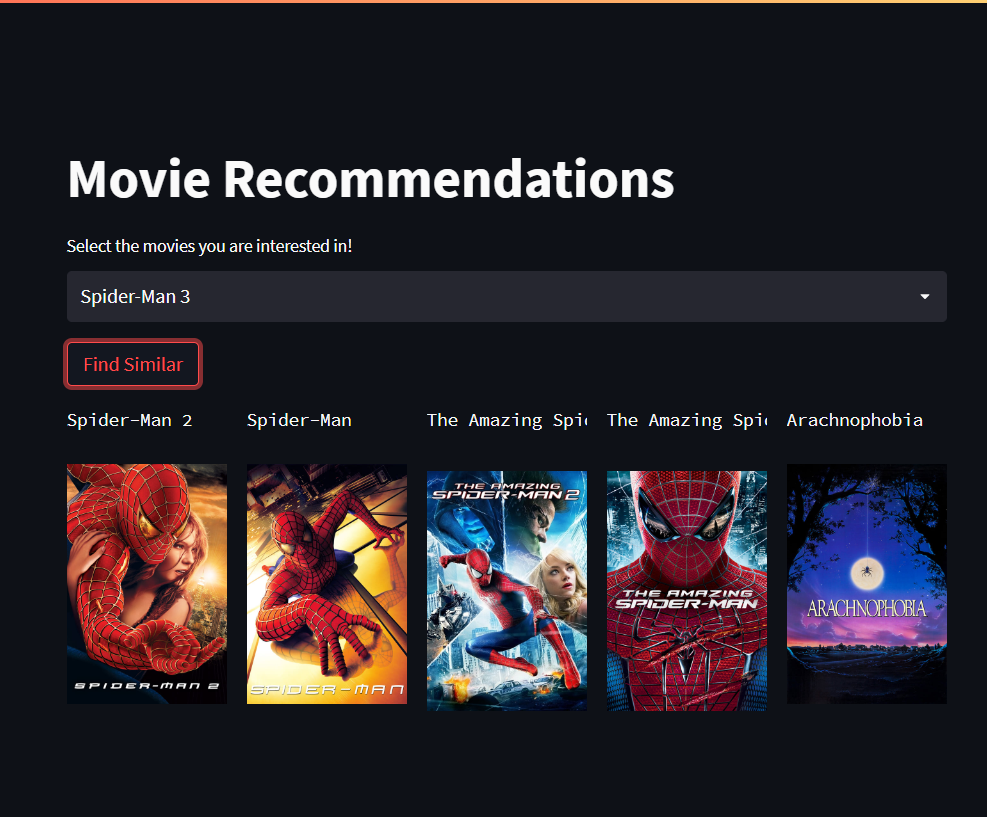 Movie Recommendations
Select the movies you are interested in!
Spider-Man 3
Find Similar
Spider-Man 2
Spider-Man
The Amazing Spi
The Amazing Spi
Arachnophobia
SPIDER-MAN 2
SPIDER-MAN
THE AMAZING
SPIDER-MAN 2
THE AMAZING
SPIDER-MAN
ARACHNOPHOBIA